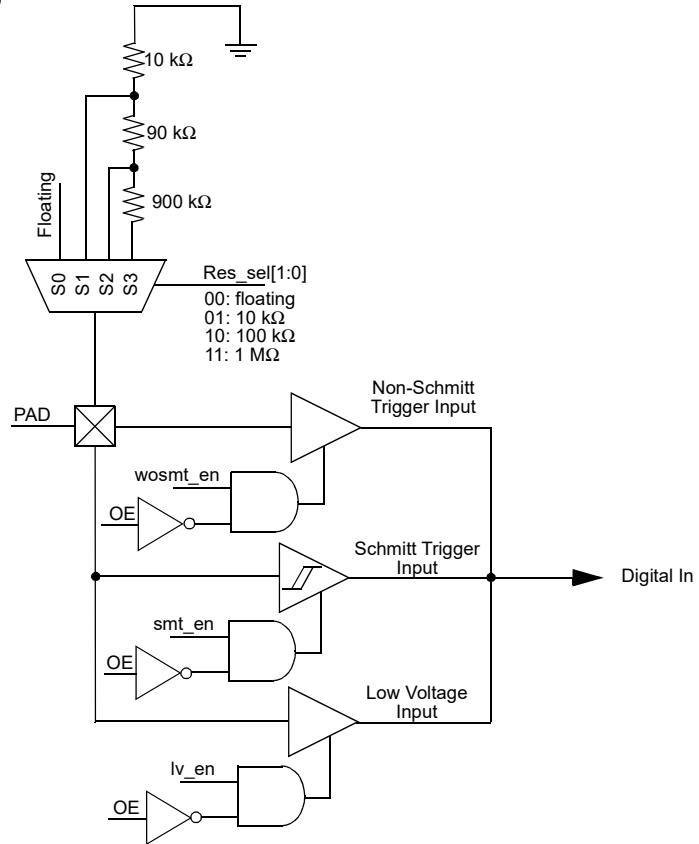 10 kΩ
90 kΩ
900 kΩ
Floating
S0
S1
S2
S3
Res_sel[1:0]
00: floating
01: 10 kΩ
10: 100 kΩ
11: 1 MΩ
PAD
Non-Schmitt
Trigger Input
wosmt_en
OE
Schmitt Trigger
Input
Digital In
smt_en
OE
Low Voltage
Input
lv_en
OE